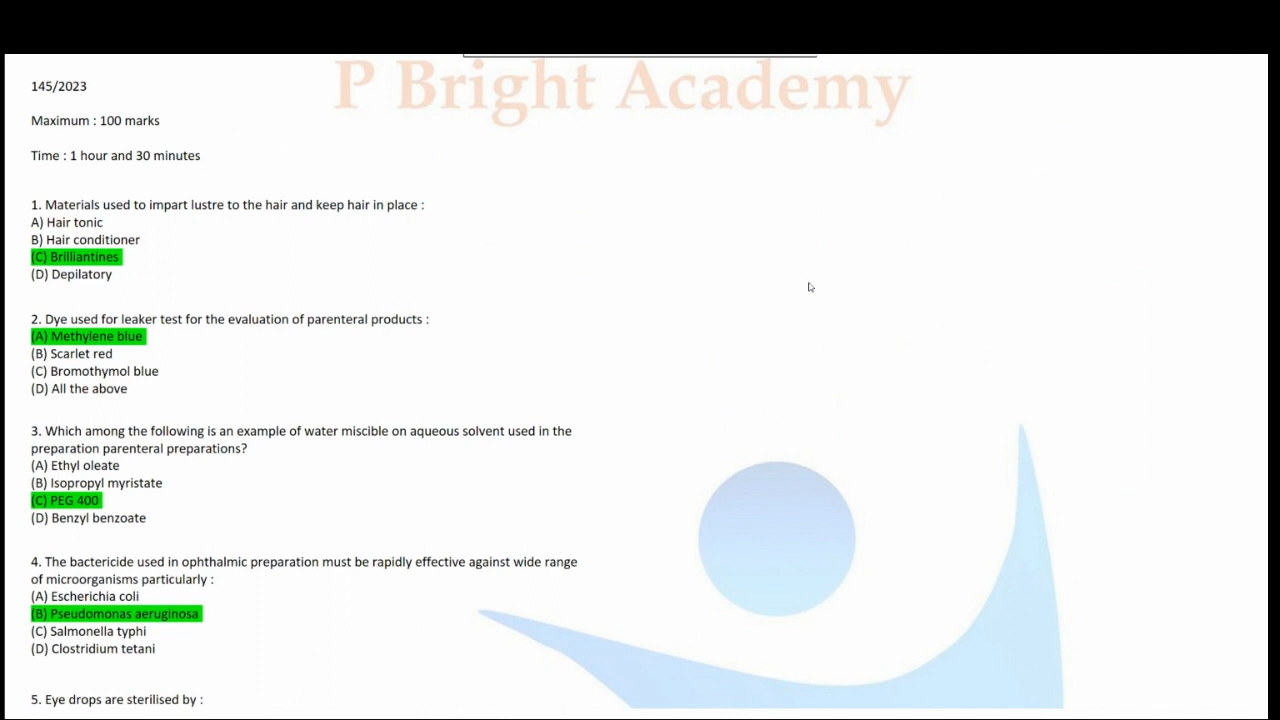 P Bright Academy
145/2023
Maximum : 100 marks
Time : 1 hour and 30 minutes
1. Materials used to impart lustre to the hair and keep hair in place :
A) Hair tonic
B) Hair conditioner
(C) Brilliantines
(D) Depilatory
2. Dye used for leaker test for the evaluation of parenteral products :
(A) Methylene blue
(B) Scarlet red
(C) Bromothymol blue
(D) All the above
3. Which among the following is an example of water miscible on aqueous solvent used in the
preparation parenteral preparations?
(A) Ethyl oleate
(B) Isopropyl myristate
(C) PEG 400
(D) Benzyl benzoate
4. The bactericide used in ophthalmic preparation must be rapidly effective against wide range
of microorganisms particularly :
(A) Escherichia coli
(B) Pseudomonas aeruginosa
(C) Salmonella typhi
(D) Clostridium tetani
5. Eye drops are sterilised by :